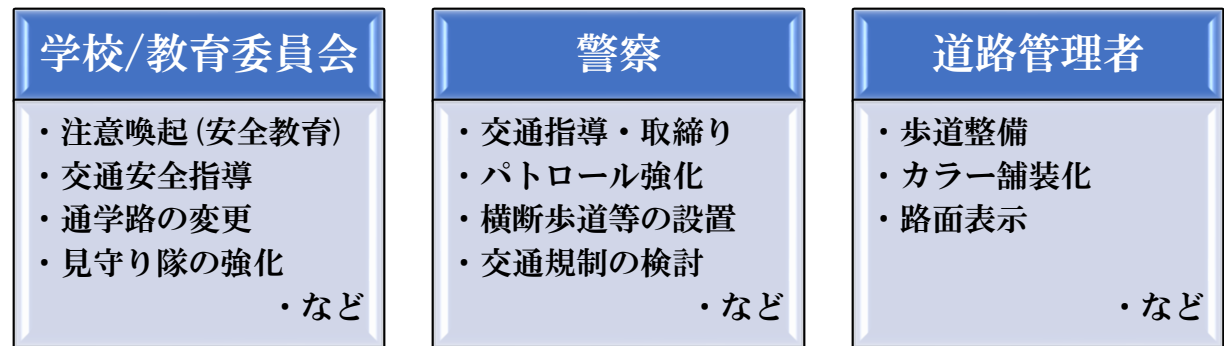 学校/教育委員会
・注意喚起(安全教育)
・交通安全指導
・通学路の変更
・見守り隊の強化
・など
警察
・交通指導・取締り
・パトロール強化
・横断歩道等の設置
・交通規制の検討
・など
道路管理者
・歩道整備
・カラー舗装化
・路面表示
・など